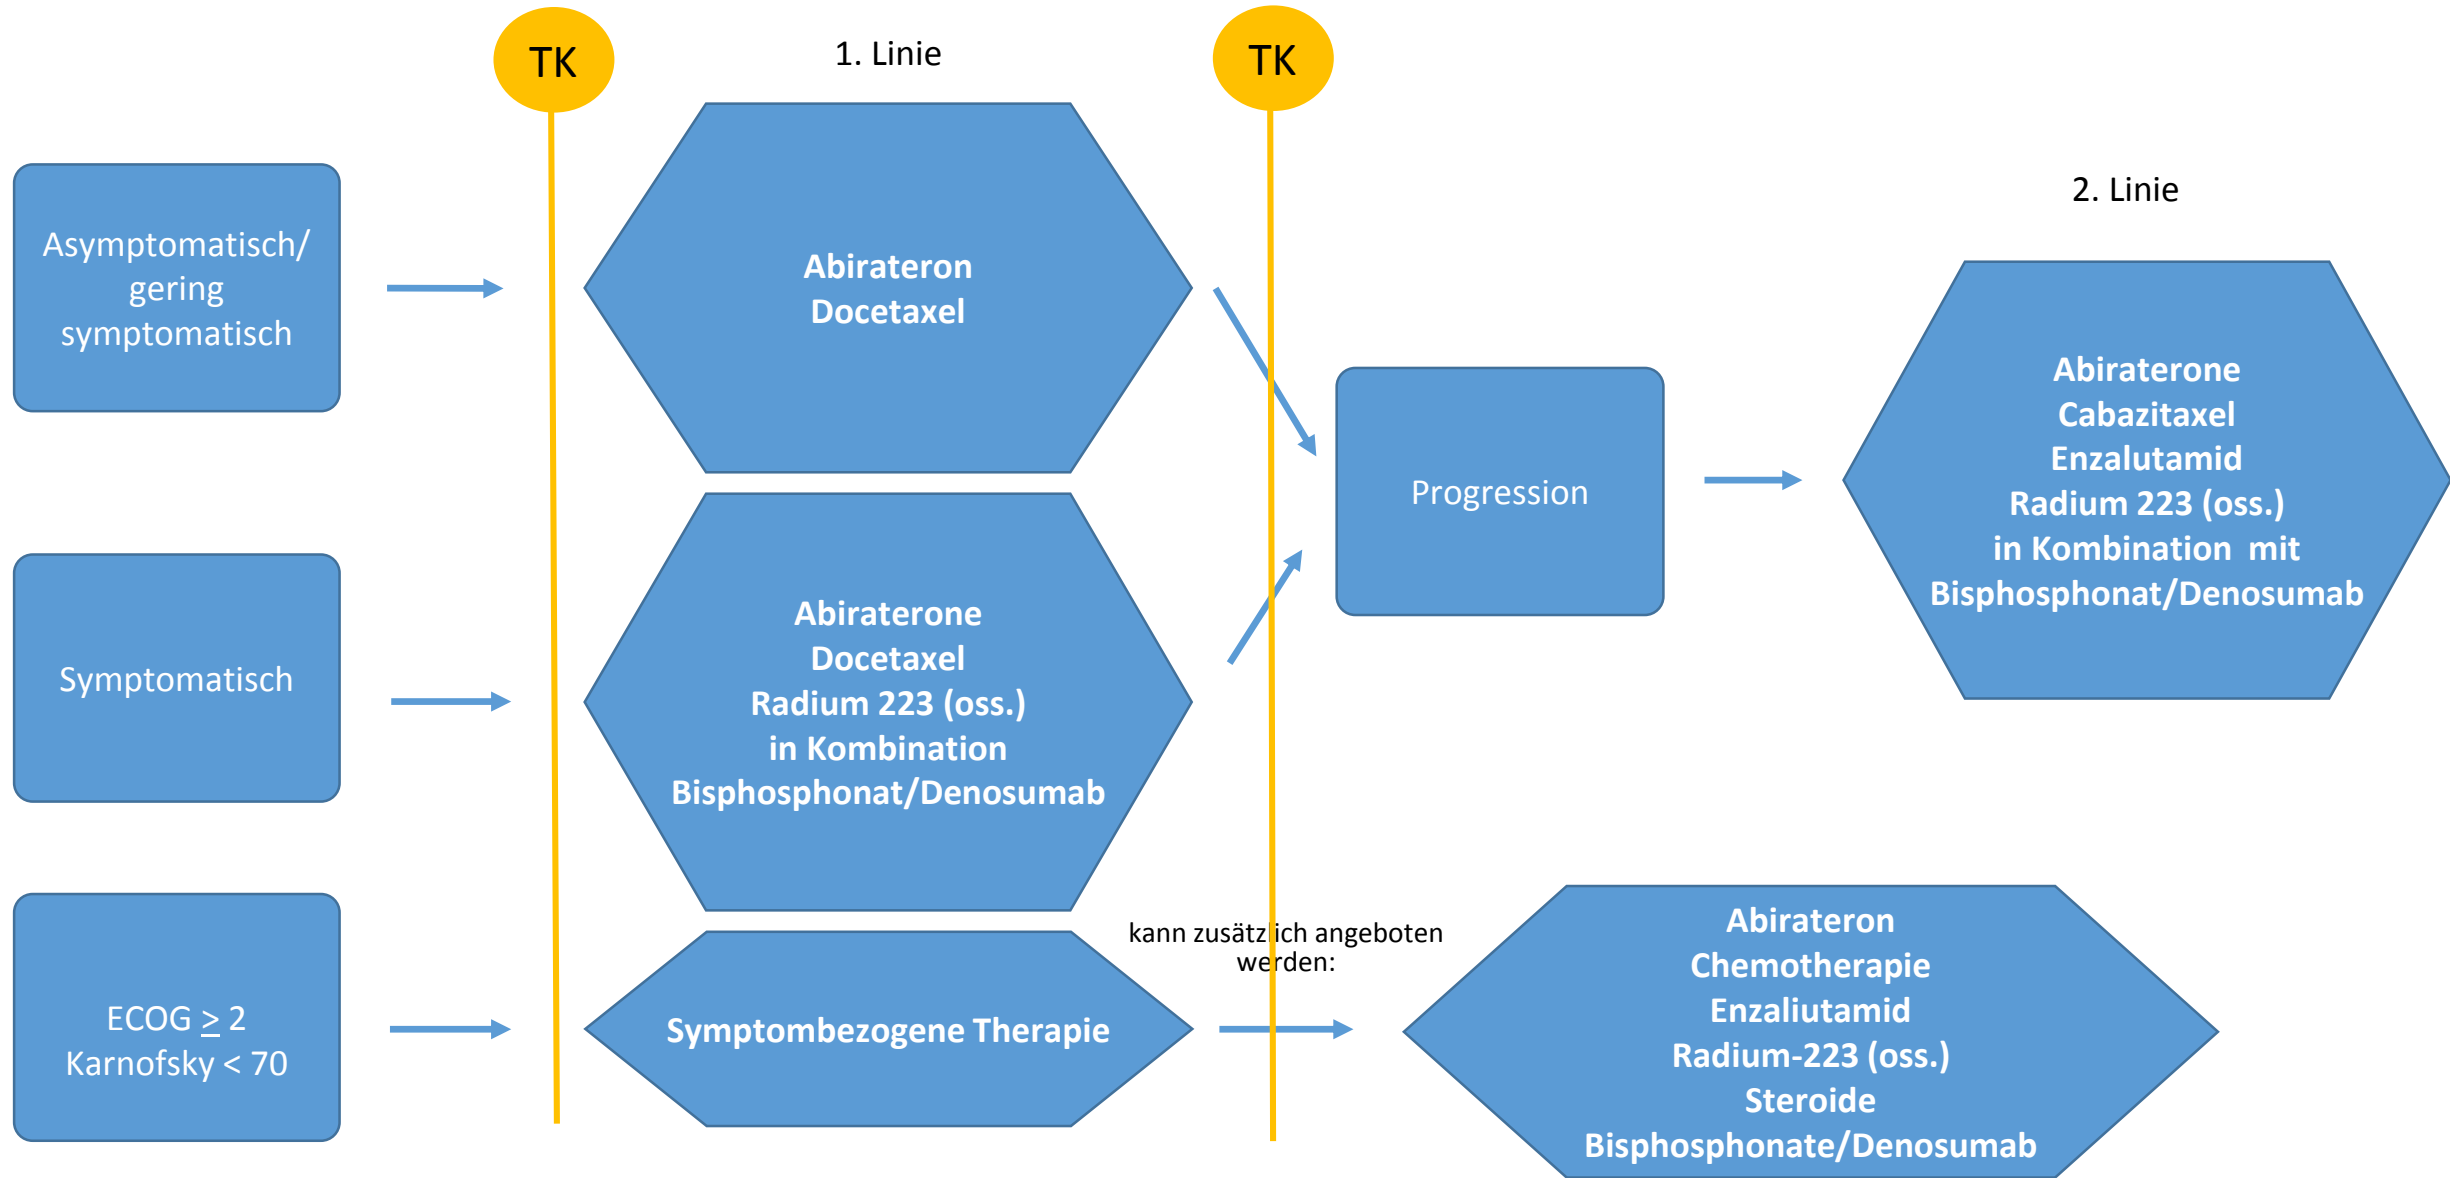 TK
1. Linie
TK
2. Linie
Asymptomatisch/
gering
symptomatisch
Abirateron
Docetaxel
Symptomatisch
Abiraterone
Docetaxel
Radium 223 (oss.)
in Kombination
Bisphosphonat/Denosumab
Progression
Abiraterone
Cabazitaxel
Enzalutamid
Radium 223 (oss.)
in Kombination mit
Bisphosphonat/Denosumab
ECOG ≥ 2
Karnofsky < 70
Symptombezogene Therapie
kann zusätzlich angeboten
werden:
Abirateron
Chemotherapie
Enzaliutamid
Radium-223 (oss.)
Steroide
Bisphosphonate/Denosumab